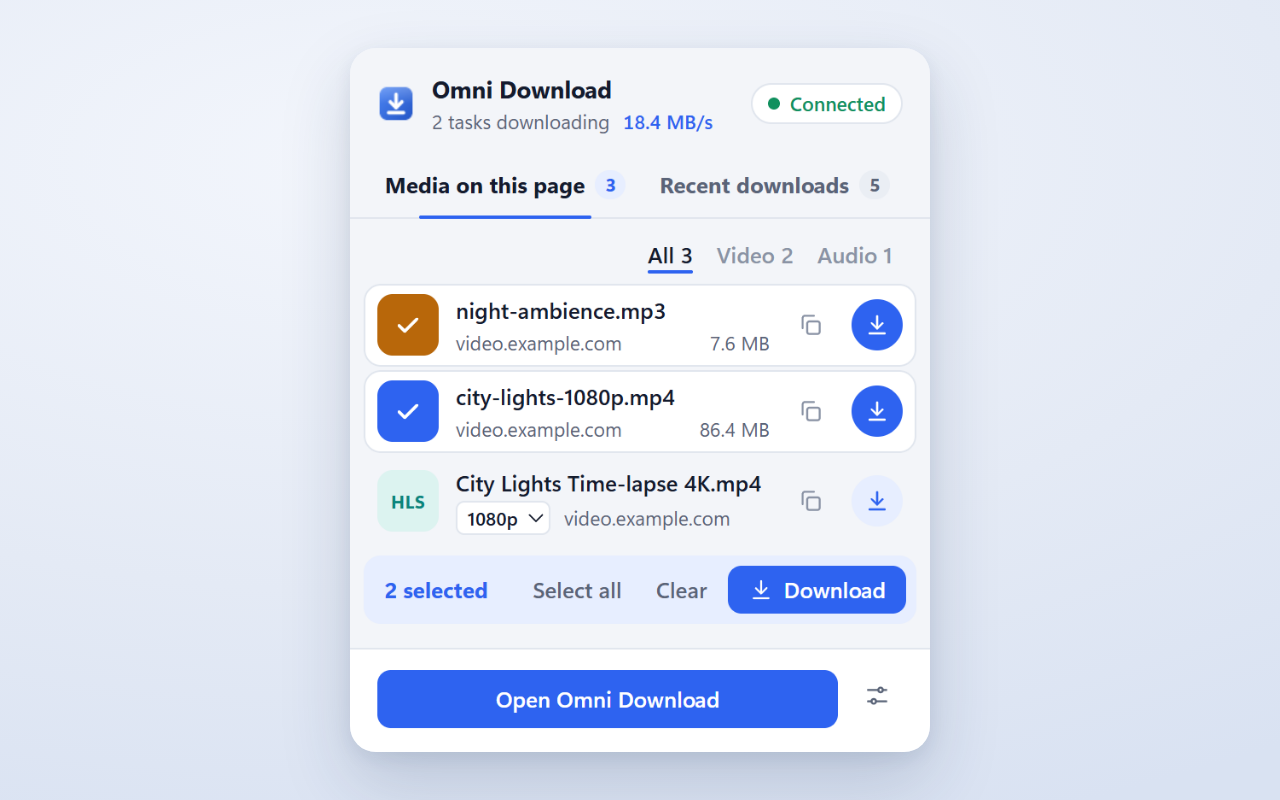 Omni Download
2 tasks downloading 18.4 MB/s
Connected
Media on this page 3
Recent downloads 5
All 3 Video 2 Audio 1
night-ambience.mp3
video.example.com 7.6 MB
city-lights-1080p.mp4
video.example.com 86.4 MB
HLS
City Lights Time-lapse 4K.mp4
1080p video.example.com
2 selected Select all Clear Download
Open Omni Download